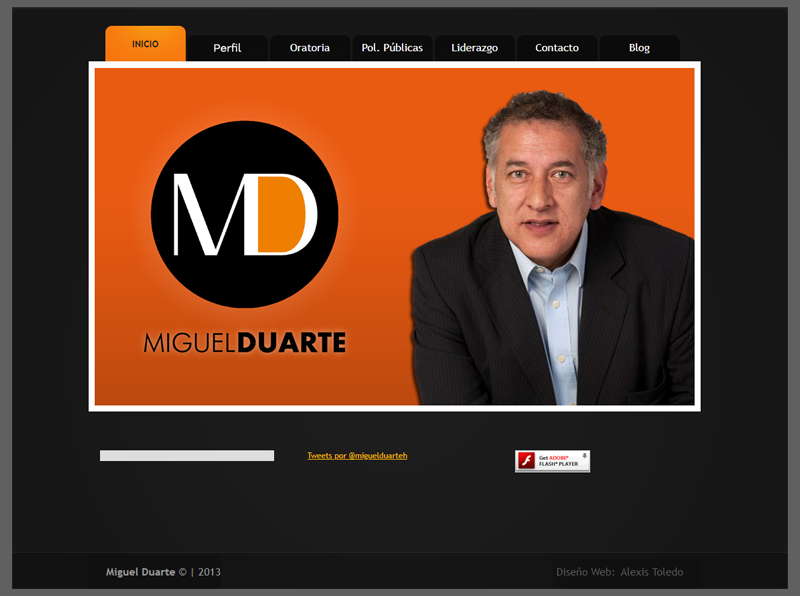 INICIO
Perfil
Oratoria
Pol. Públicas
Liderazgo
Contacto
Blog
MD
MIGUELDUARTE
Tweets por @miguelduarteh
Get ADOBE®
FLASH® PLAYER
Miguel Duarte © | 2013
Diseño Web: Alexis Toledo